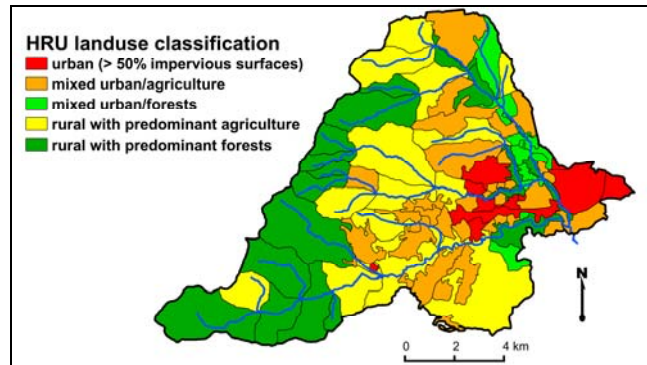 HRU landuse classification
urban (> 50% impervious surfaces)
mixed urban/agriculture
mixed urban/forests
rural with predominant agriculture
rural with predominant forests
N
0 2 4 km